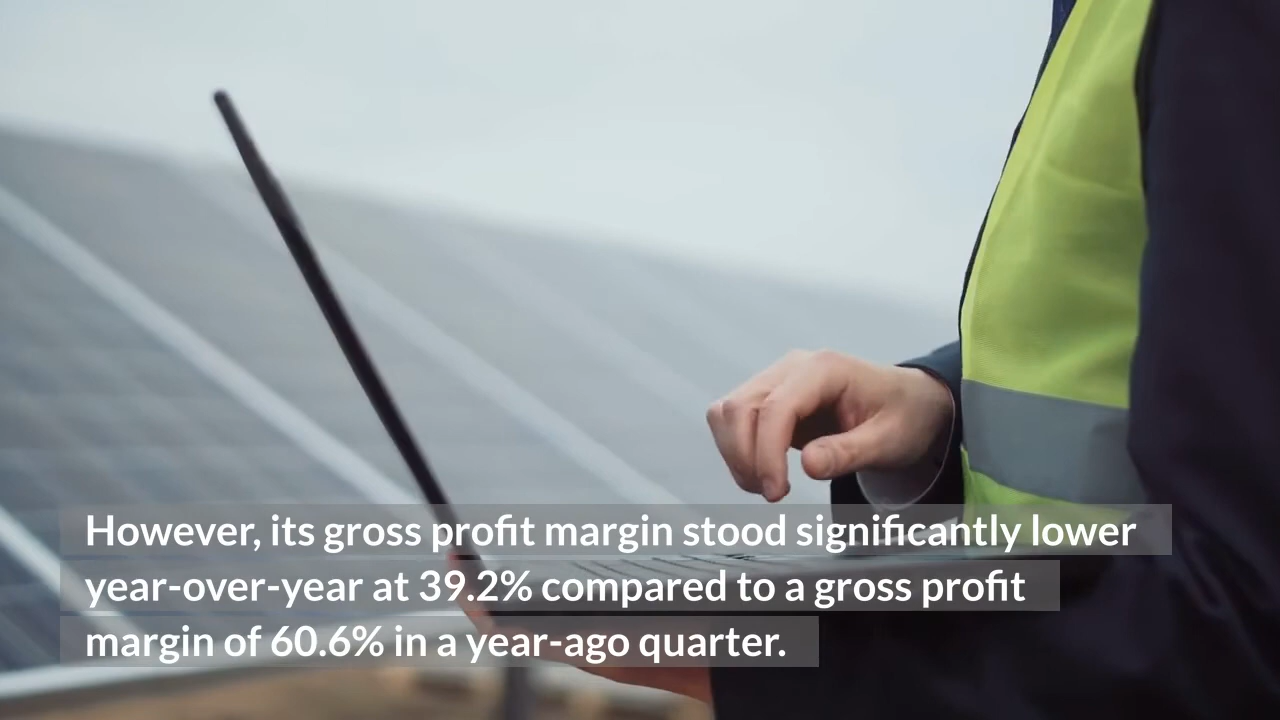 However, its gross profit margin stood significantly lower
year-over-year at 39.2% compared to a gross profit
margin of 60.6% in a year-ago quarter.